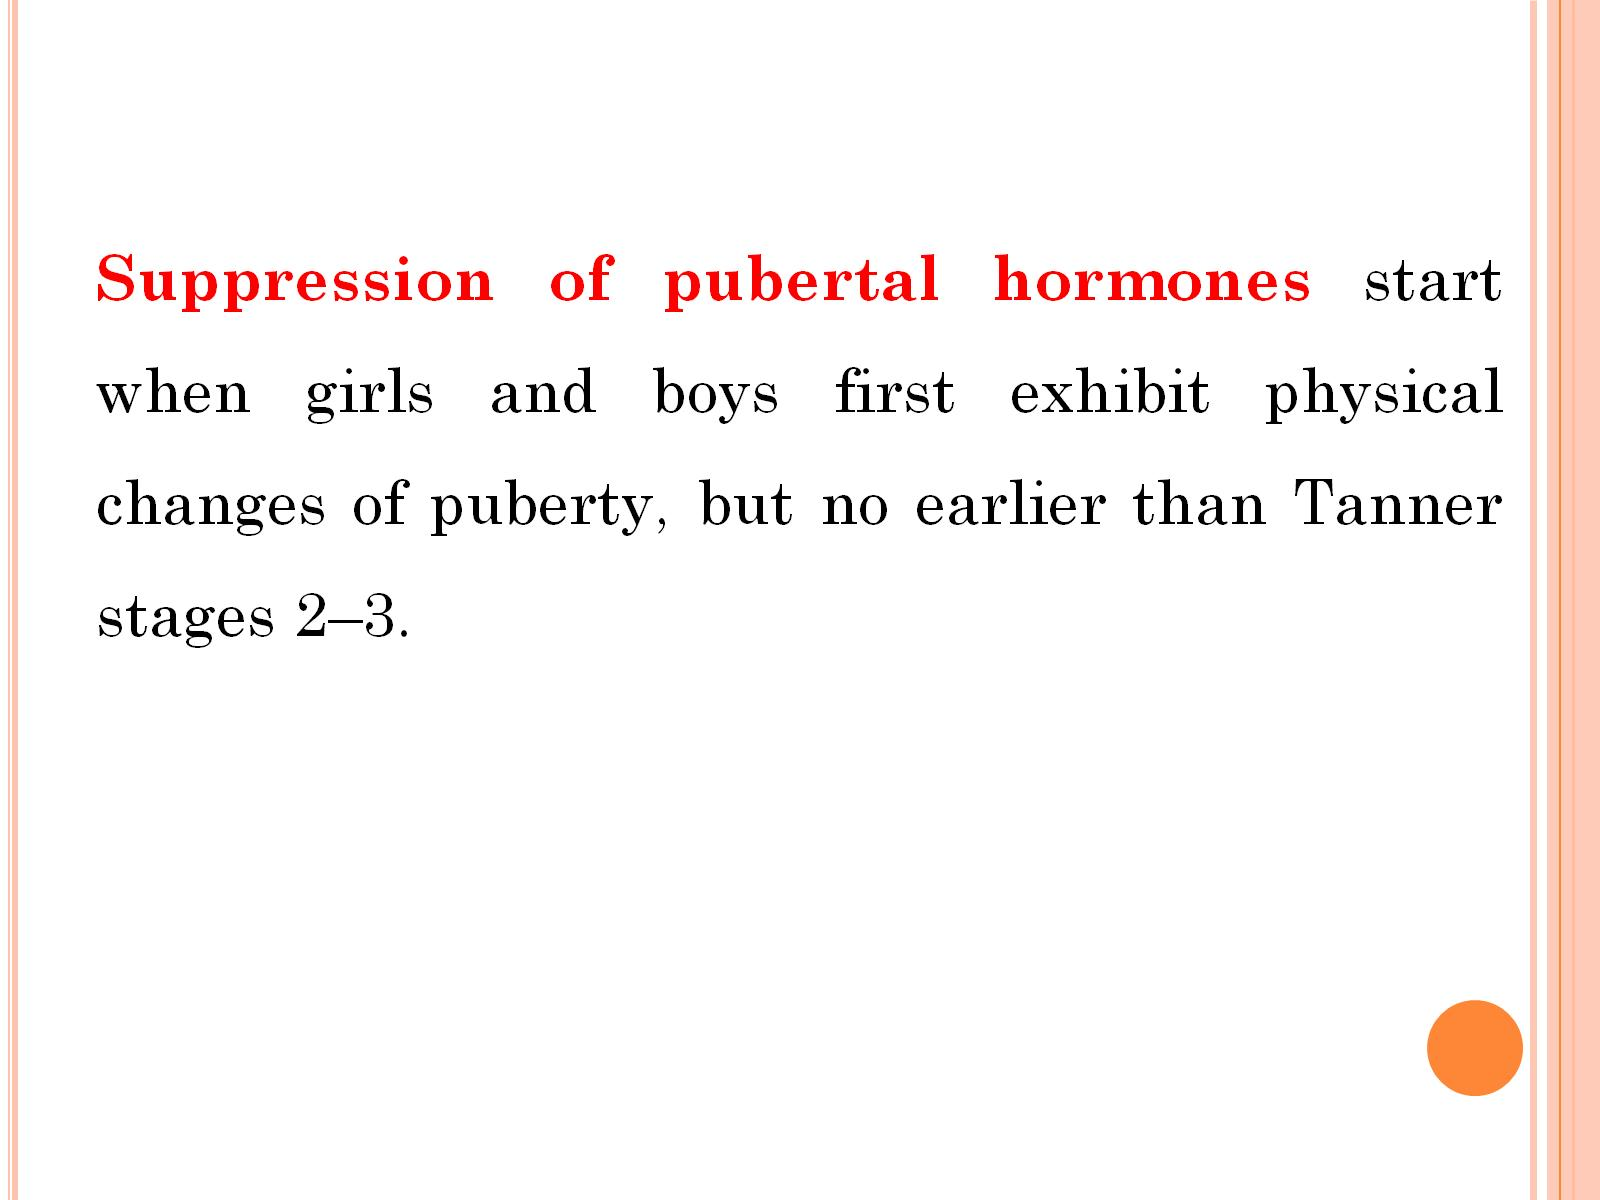 Suppression of pubertal hormones start
when girls and boys first exhibit physical
changes of puberty, but no earlier than Tanner
stages 2–3.